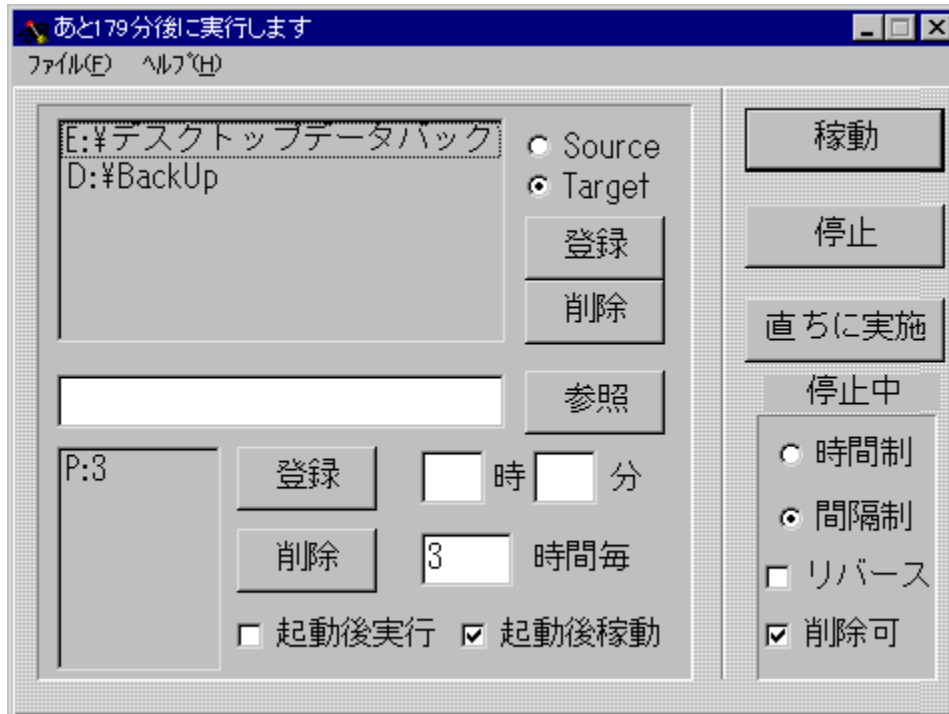 あと179分後に実行します
ﾌｧｲﾙ(F) ﾍﾙﾌﾟ(H)
E:¥デスクトップデータバック
D:¥BackUp
Source
Target
登録
削除
参照
P:3
登録
時
分
削除
3
時間毎
起動後実行
起動後稼動
稼動
停止
直ちに実施
停止中
時間制
間隔制
リバース
削除可